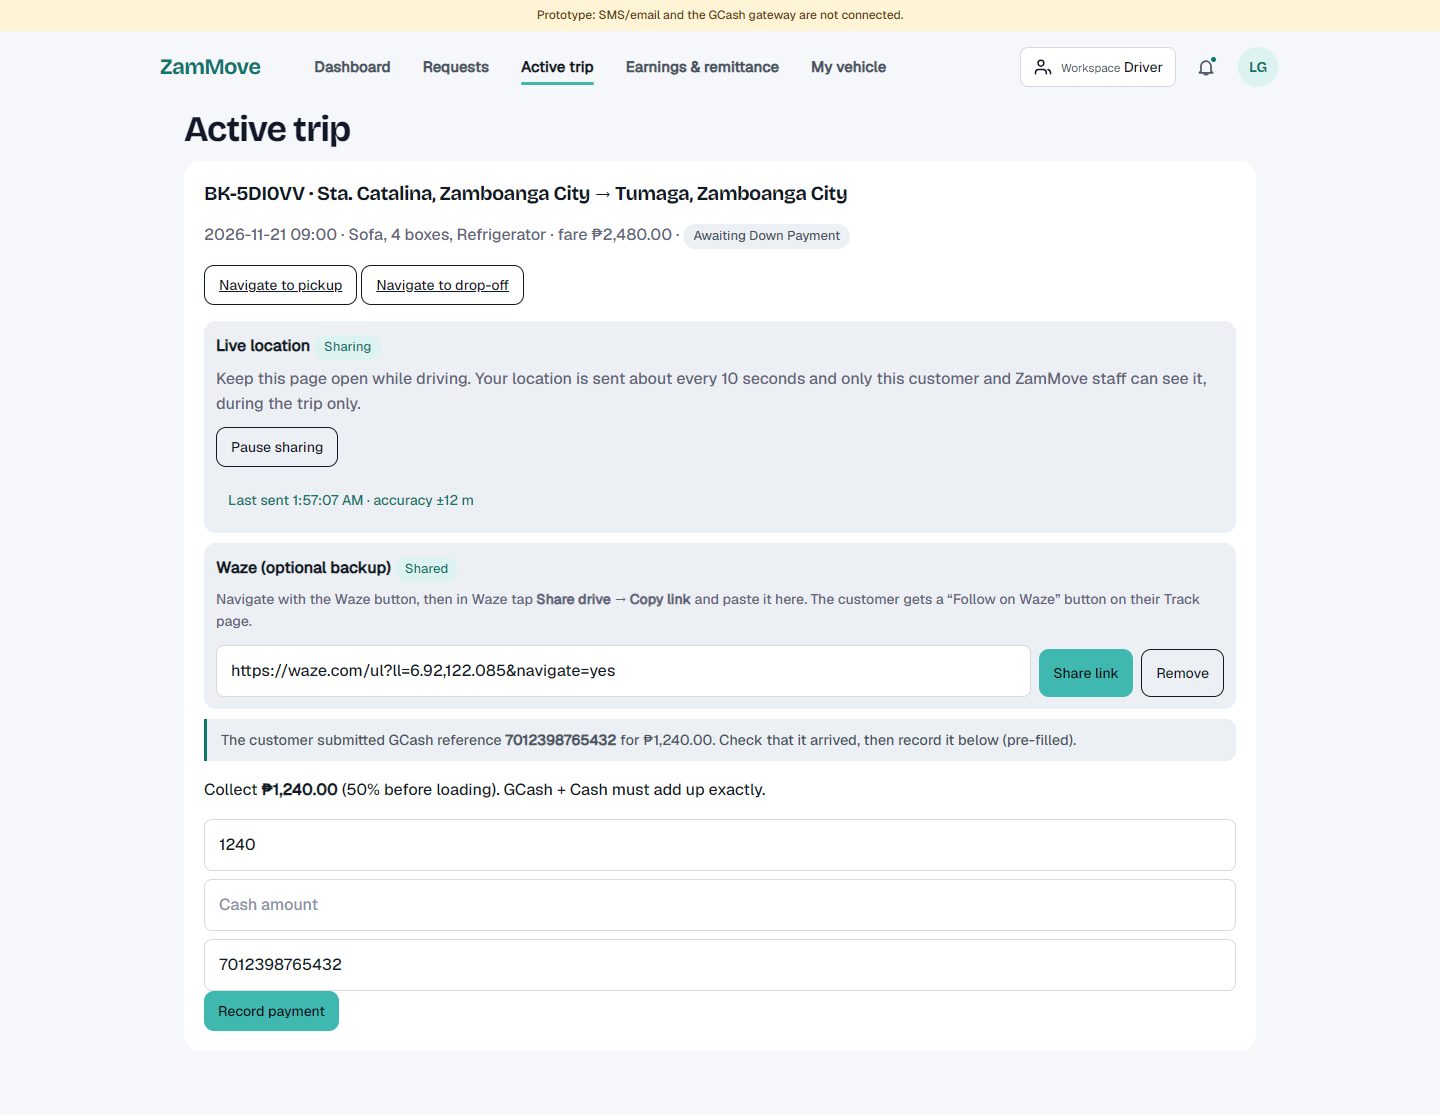 Prototype: SMS/email and the GCash gateway are not connected.
ZamMove
Dashboard
Requests
Active trip
Earnings & remittance
My vehicle
Workspace Driver
LG
Active trip
BK-5DI0VV · Sta. Catalina, Zamboanga City → Tumaga, Zamboanga City
2026-11-21 09:00 · Sofa, 4 boxes, Refrigerator · fare ₱2,480.00 · Awaiting Down Payment
Navigate to pickup
Navigate to drop-off
Live location Sharing
Keep this page open while driving. Your location is sent about every 10 seconds and only this customer and ZamMove staff can see it,
during the trip only.
Pause sharing
Last sent 1:57:07 AM · accuracy ±12 m
Waze (optional backup) Shared
Navigate with the Waze button, then in Waze tap Share drive → Copy link and paste it here. The customer gets a “Follow on Waze” button on their Track
page.
https://waze.com/ul?ll=6.92,122.085&navigate=yes
Share link
Remove
The customer submitted GCash reference 7012398765432 for ₱1,240.00. Check that it arrived, then record it below (pre-filled).
Collect ₱1,240.00 (50% before loading). GCash + Cash must add up exactly.
1240
Cash amount
7012398765432
Record payment